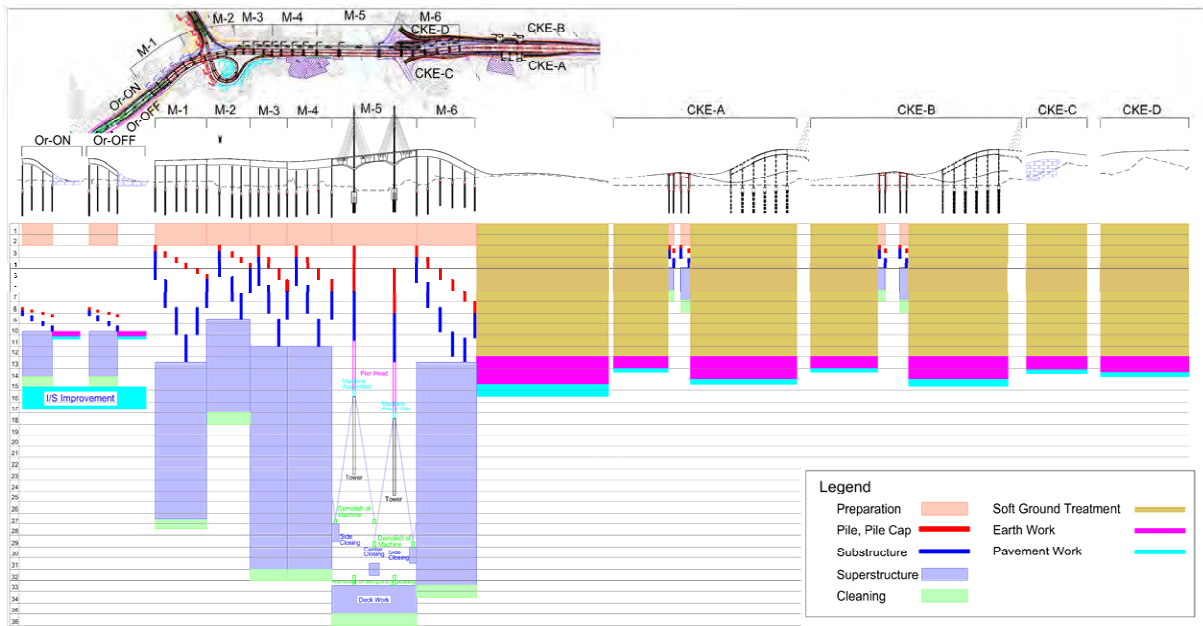 M-2 M-3 M-4
M-5
M-6
M-1
CKE-D
CKE-B
CKE-C
CKE-A
Or-ON
Or-OFF
Or-ON
Or-OFF
M-1
M-2
M-3
M-4
M-5
M-6
CKE-A
CKE-B
CKE-C
CKE-D
1
2
3
7
8
9
10
11
12
13
14
15
16
17
18
19
20
21
22
23
24
25
26
27
28
29
30
31
32
33
34
35
36
I/S Improvement
Pier Head
Machine
Machine
Tower
Tower
Demolish of
Machine
Side
Closing
Demolish of
Machine
Center
Closing
Side
Closing
Deck Work
Legend
Preparation
Pile, Pile Cap
Substructure
Superstructure
Cleaning
Soft Ground Treatment
Earth Work
Pavement Work